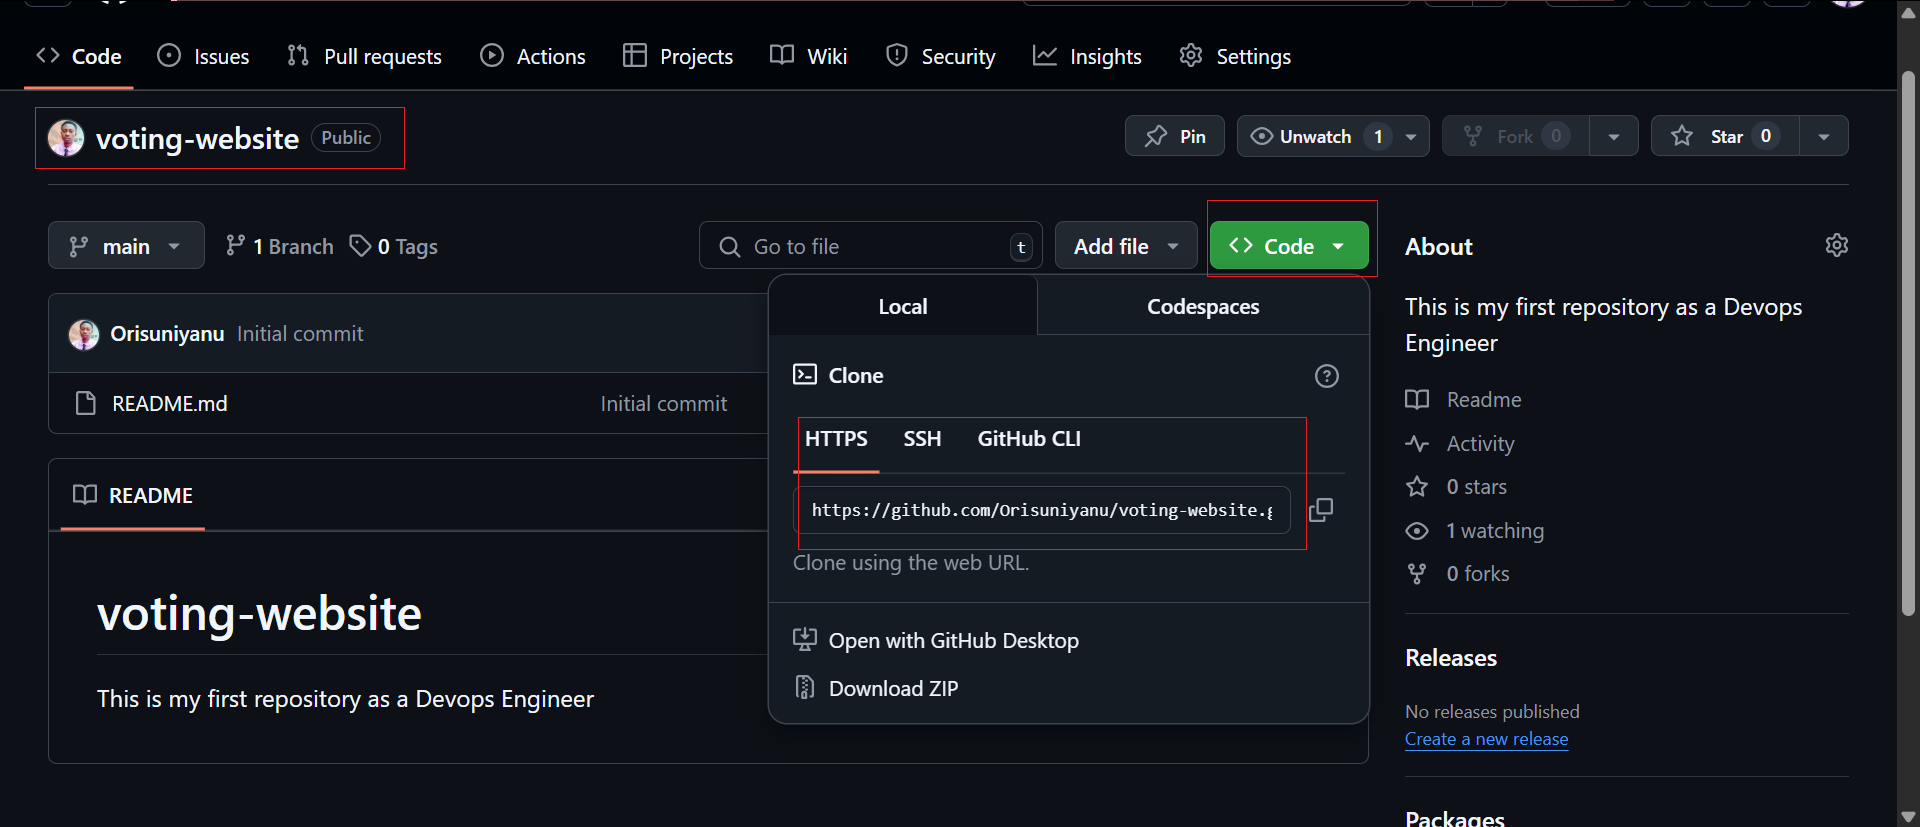 Code Issues Pull requests Actions Projects Wiki Security Insights Settings
voting-website Public
Pin Unwatch 1 Fork 0 Star 0
main 1 Branch 0 Tags Go to file t Add file Code
Orisuniyanu Initial commit
README.md Initial commit
README
voting-website
This is my first repository as a Devops Engineer
Local Codespaces
Clone
HTTPS SSH GitHub CLI
https://github.com/Orisuniyanu/voting-website.g
Clone using the web URL.
Open with GitHub Desktop
Download ZIP
About
This is my first repository as a Devops
Engineer
Readme
Activity
0 stars
1 watching
0 forks
Releases
No releases published
Create a new release
Packages